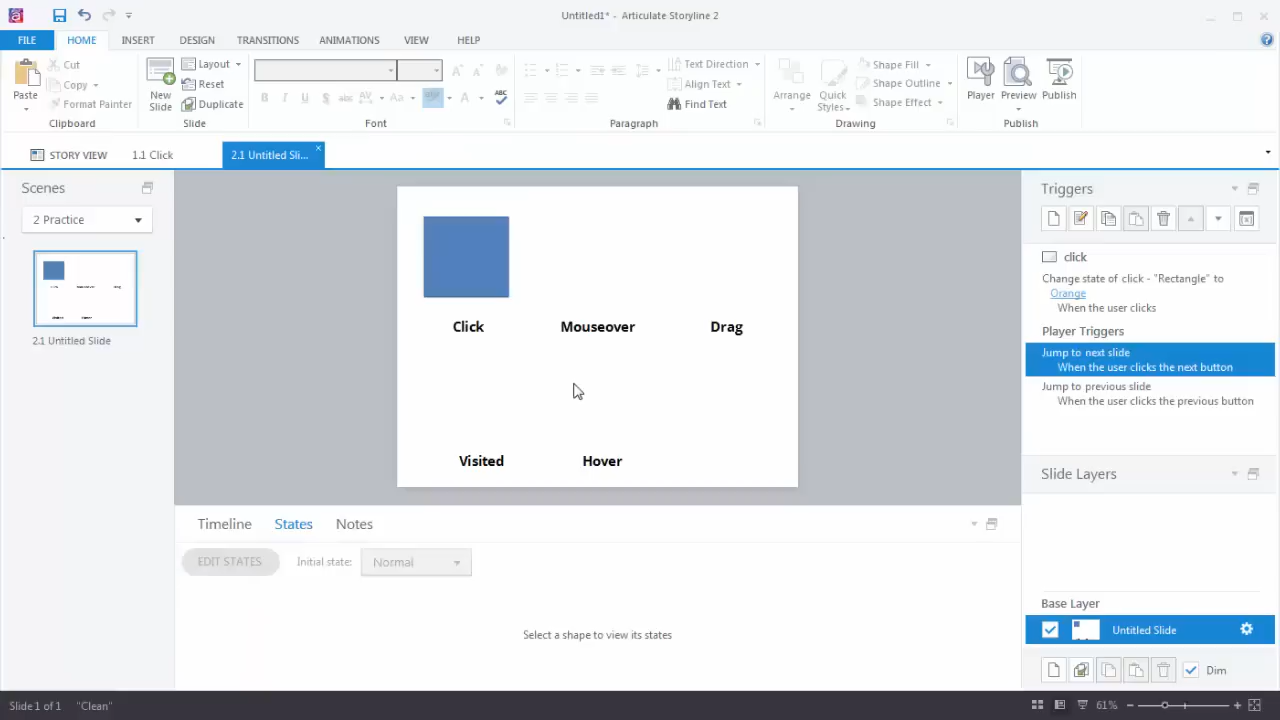 Untitled1* - Articulate Storyline 2
FILE
HOME
INSERT
DESIGN
TRANSITIONS
ANIMATIONS
VIEW
HELP
Paste
Cut
Copy
Format Painter
Clipboard
New Slide
Layout
Reset
Duplicate
Slide
B I U S AV Aa A ABC
Font
Text Direction
Align Text
Find Text
Paragraph
Arrange
Quick Styles
Shape Fill
Shape Outline
Shape Effect
Drawing
Player
Preview
Publish
Publish
STORY VIEW
1.1 Click
2.1 Untitled Sli...
Scenes
2 Practice
2.1 Untitled Slide
Click
Mouseover
Drag
Visited
Hover
Timeline
States
Notes
EDIT STATES
Initial state:
Normal
Select a shape to view its states
Triggers
click
Change state of click - "Rectangle" to
Orange
When the user clicks
Player Triggers
Jump to next slide
When the user clicks the next button
Jump to previous slide
When the user clicks the previous button
Slide Layers
Base Layer
Untitled Slide
Dim
Slide 1 of 1
"Clean"
61%